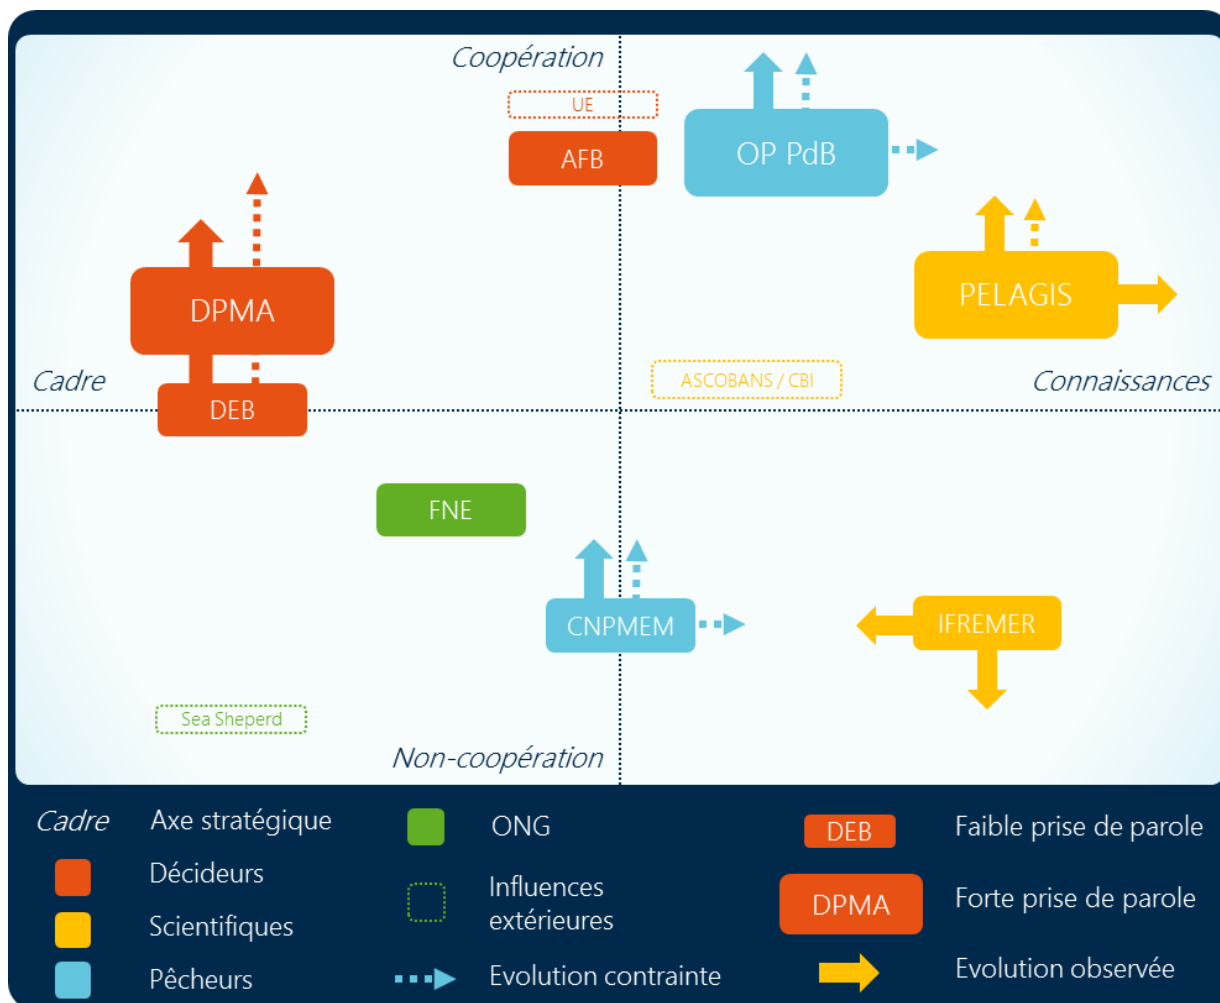 Coopération
UE
AFB
OP PdB
DPMA
PELAGIS
Cadre
ASCOBANS / CBI
Connaissances
DEB
FNE
CNPMEM
IFREMER
Sea Sheperd
Non-coopération
Cadre
Axe stratégique
Décideurs
Scientifiques
Pêcheurs
ONG
Influences
extérieures
Evolution contrainte
DEB
Faible prise de parole
DPMA
Forte prise de parole
Evolution observée